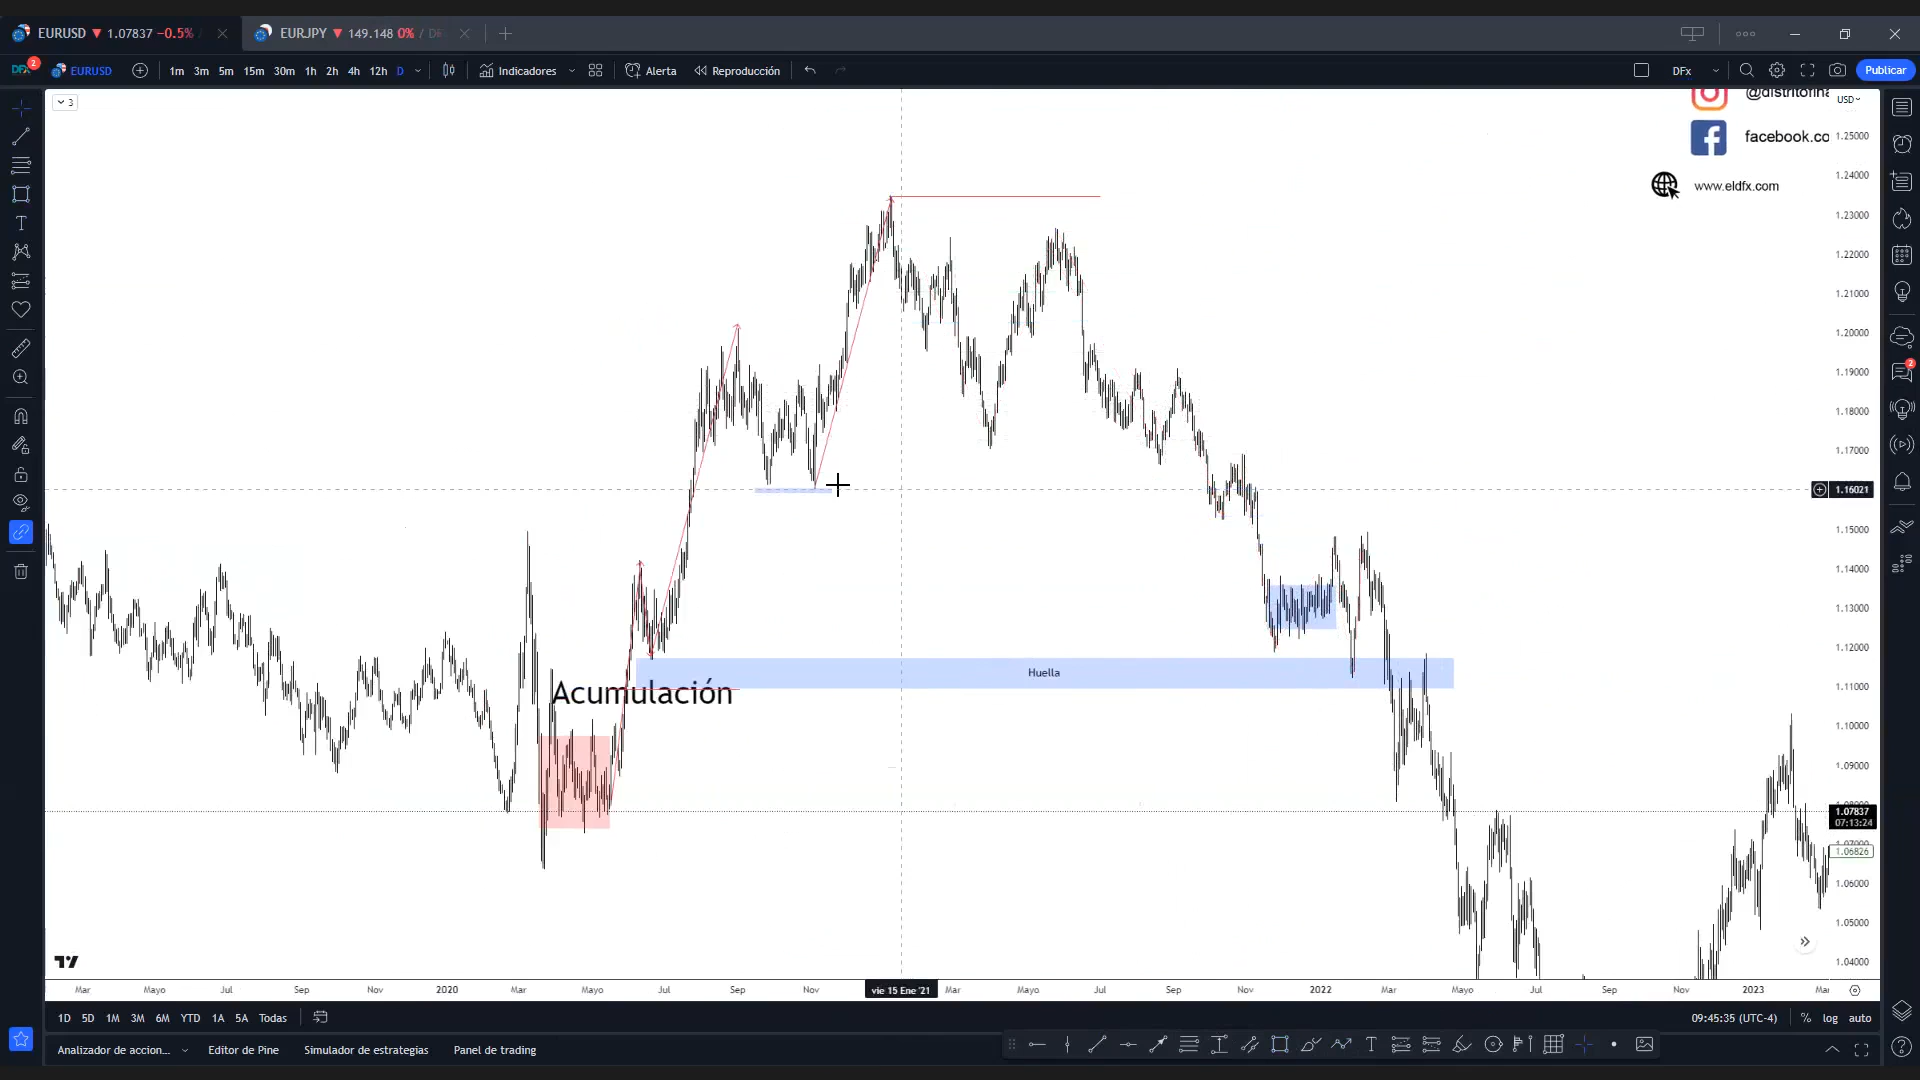 EURUSD ▼ 1.07837 −0.5% /
EURJPY ▼ 149.148 0% / DF
2
EURUSD
1m 3m 5m 15m 30m 1h 2h 4h 12h D
Indicadores
Alerta
Reproducción
DFx
Publicar
3
@distritofina
facebook.co
www.eldfx.com
USD
1.25000
1.24000
1.23000
1.22000
1.21000
1.20000
1.19000
1.18000
1.17000
1.16021
1.15000
1.14000
1.13000
1.12000
1.11000
1.10000
1.09000
1.07837
07:13:24
1.06826
1.06000
1.05000
1.04000
2
Huella
Acumulación
Mar Mayo Jul Sep Nov 2020 Mar Mayo Jul Sep Nov vie 15 Ene '21 Mar Mayo Jul Sep Nov 2022 Mar Mayo Jul Sep Nov 2023 Mar
1D 5D 1M 3M 6M YTD 1A 5A Todas
09:45:35 (UTC-4) % log auto
Analizador de accion... Editor de Pine Simulador de estrategias Panel de trading